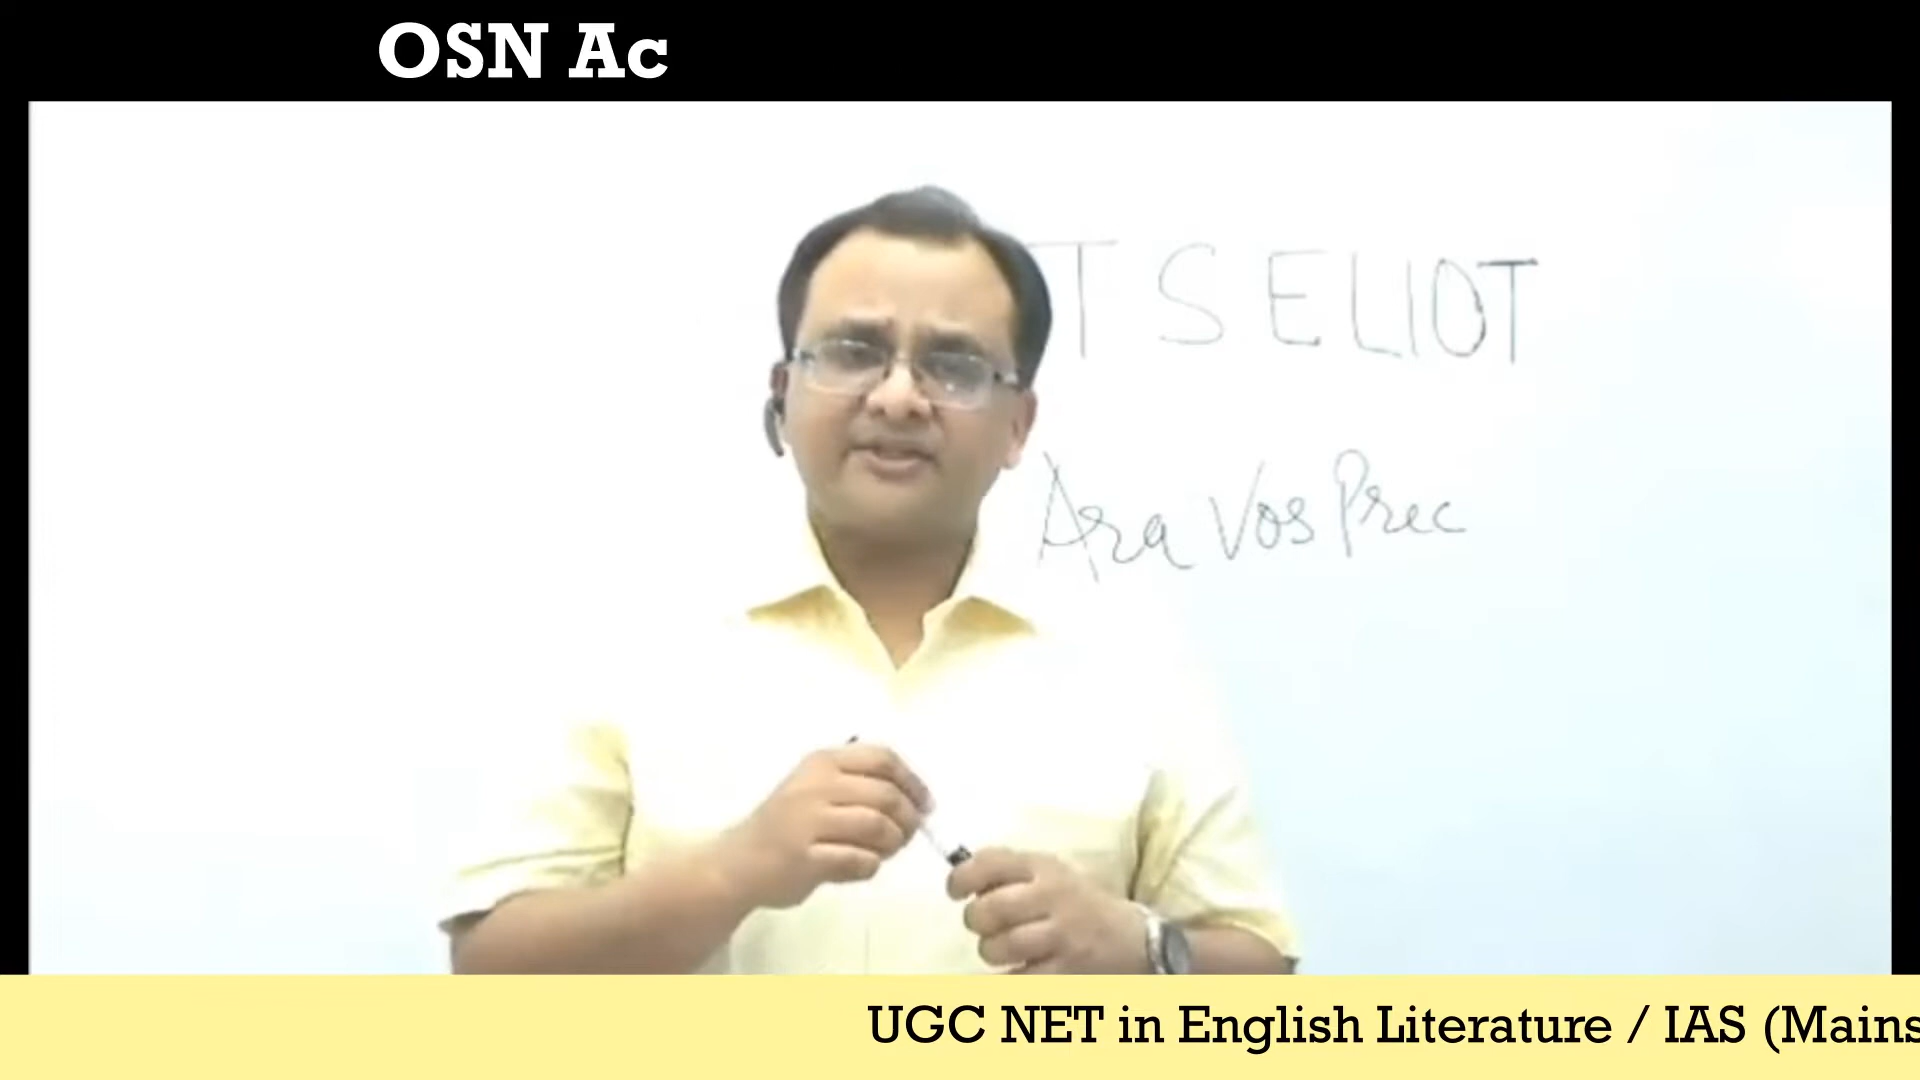 OSN Ac
T S ELIOT
Ara Vos Prec
UGC NET in English Literature / IAS (Mains